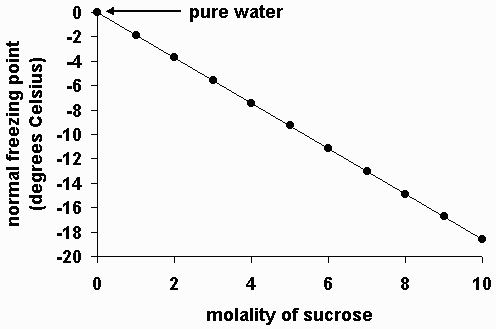 0
pure water
-2
-4
-6
-8
-10
-12
-14
-16
-18
-20
normal freezing point
(degrees Celsius)
0 2 4 6 8 10
molality of sucrose